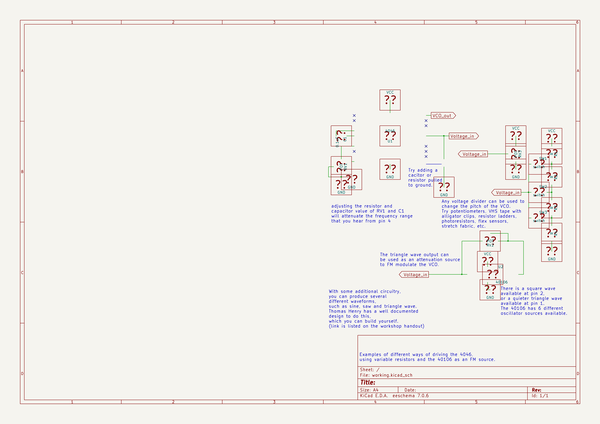 1 2 3 4 5 6
A
B
C
D
VCC
??
VCO_out
Voltage_in
Voltage_in
GND
Try adding a
cacitor or
resistor pulled
to ground.
Voltage_in
Any voltage divider can be used to
change the pitch of the VCO.
Try potentiometers, VHS tape with
alligator clips, resistor ladders,
photoresistors, flex sensors,
stretch fabric, etc.
adjusting the resistor and
capacitor value of RV1 and C1
will attenuate the frequency range
that you hear from pin 4
The triangle wave output can
be used as an attenuation source
to FM modulate the VCO.
Voltage_in
40106
With some additional circuitry,
you can produce several
different waveforms,
such as sine, saw and triangle wave.
Thomas Henry has a well documented
design to do this,
which you can build yourself.
(link is listed on the workshop handout)
There is a square wave
available at pin 2,
or a quieter triangle wave
available at pin 1.
The 40106 has 6 different
oscillator sources available.
Examples of different ways of driving the 4046.
using variable resistors and the 40106 as an FM source.
Sheet: /
File: working.kicad_sch
Title:
Size: A4 Date: Rev:
KiCad E.D.A. eeschema 7.0.6 Id: 1/1